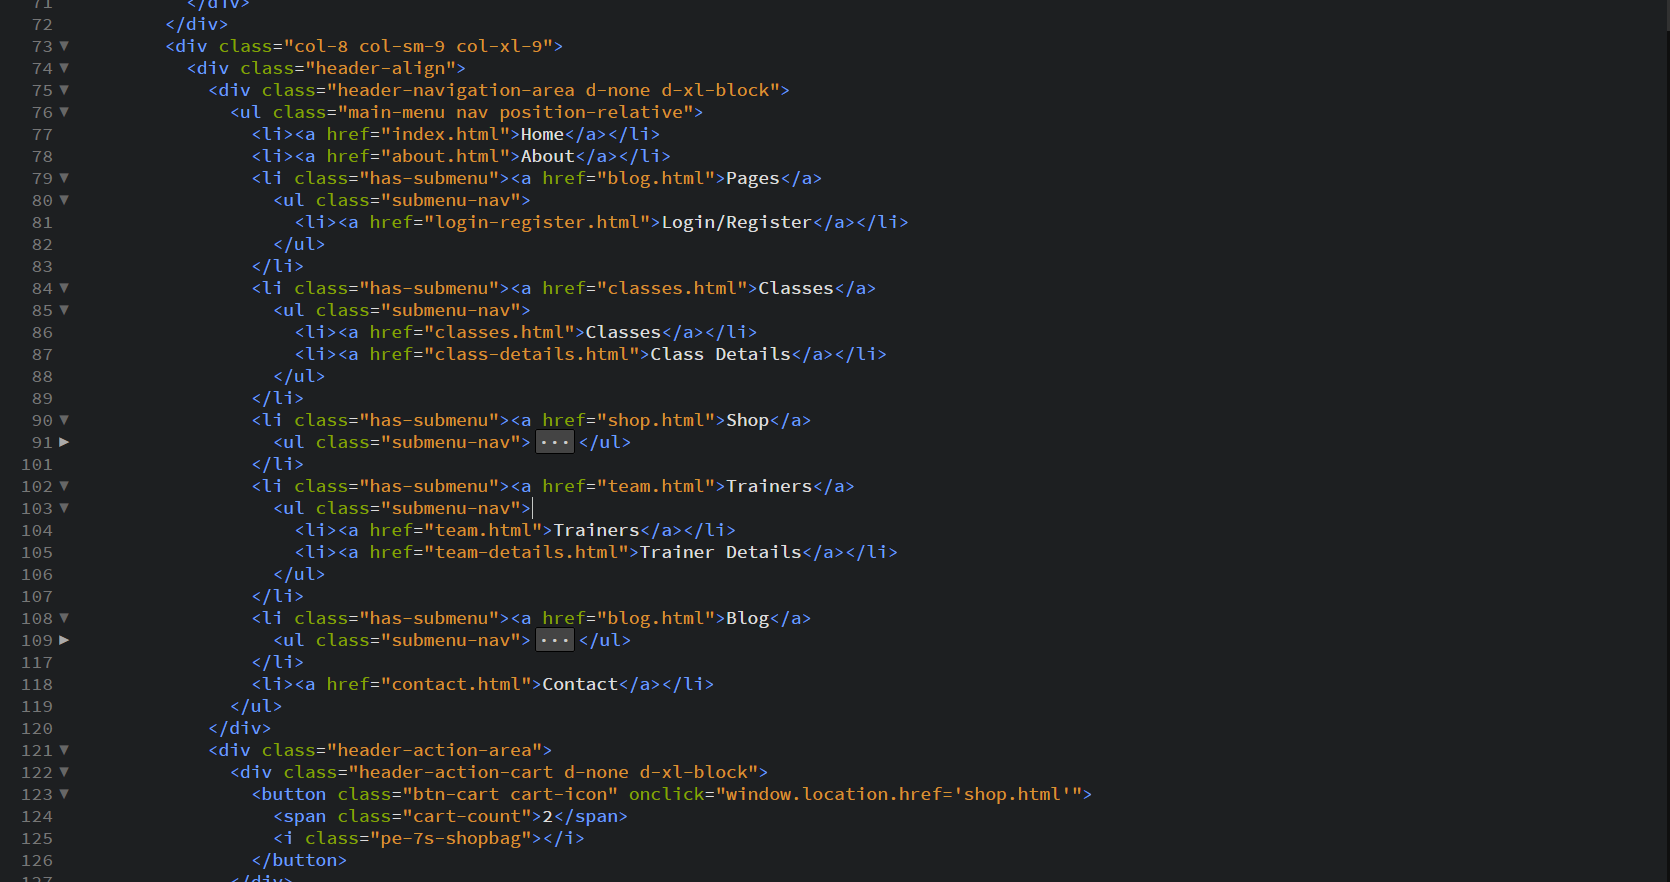 71 </div>
72 </div>
73 <div class="col-8 col-sm-9 col-xl-9">
74 <div class="header-align">
75 <div class="header-navigation-area d-none d-xl-block">
76 <ul class="main-menu nav position-relative">
77 <li><a href="index.html">Home</a></li>
78 <li><a href="about.html">About</a></li>
79 <li class="has-submenu"><a href="blog.html">Pages</a>
80 <ul class="submenu-nav">
81 <li><a href="login-register.html">Login/Register</a></li>
82 </ul>
83 </li>
84 <li class="has-submenu"><a href="classes.html">Classes</a>
85 <ul class="submenu-nav">
86 <li><a href="classes.html">Classes</a></li>
87 <li><a href="class-details.html">Class Details</a></li>
88 </ul>
89 </li>
90 <li class="has-submenu"><a href="shop.html">Shop</a>
91 <ul class="submenu-nav">...</ul>
101 </li>
102 <li class="has-submenu"><a href="team.html">Trainers</a>
103 <ul class="submenu-nav">
104 <li><a href="team.html">Trainers</a></li>
105 <li><a href="team-details.html">Trainer Details</a></li>
106 </ul>
107 </li>
108 <li class="has-submenu"><a href="blog.html">Blog</a>
109 <ul class="submenu-nav">...</ul>
117 </li>
118 <li><a href="contact.html">Contact</a></li>
119 </ul>
120 </div>
121 <div class="header-action-area">
122 <div class="header-action-cart d-none d-xl-block">
123 <button class="btn-cart cart-icon" onclick="window.location.href='shop.html'">
124 <span class="cart-count">2</span>
125 <i class="pe-7s-shopbag"></i>
126 </button>
127 </div>